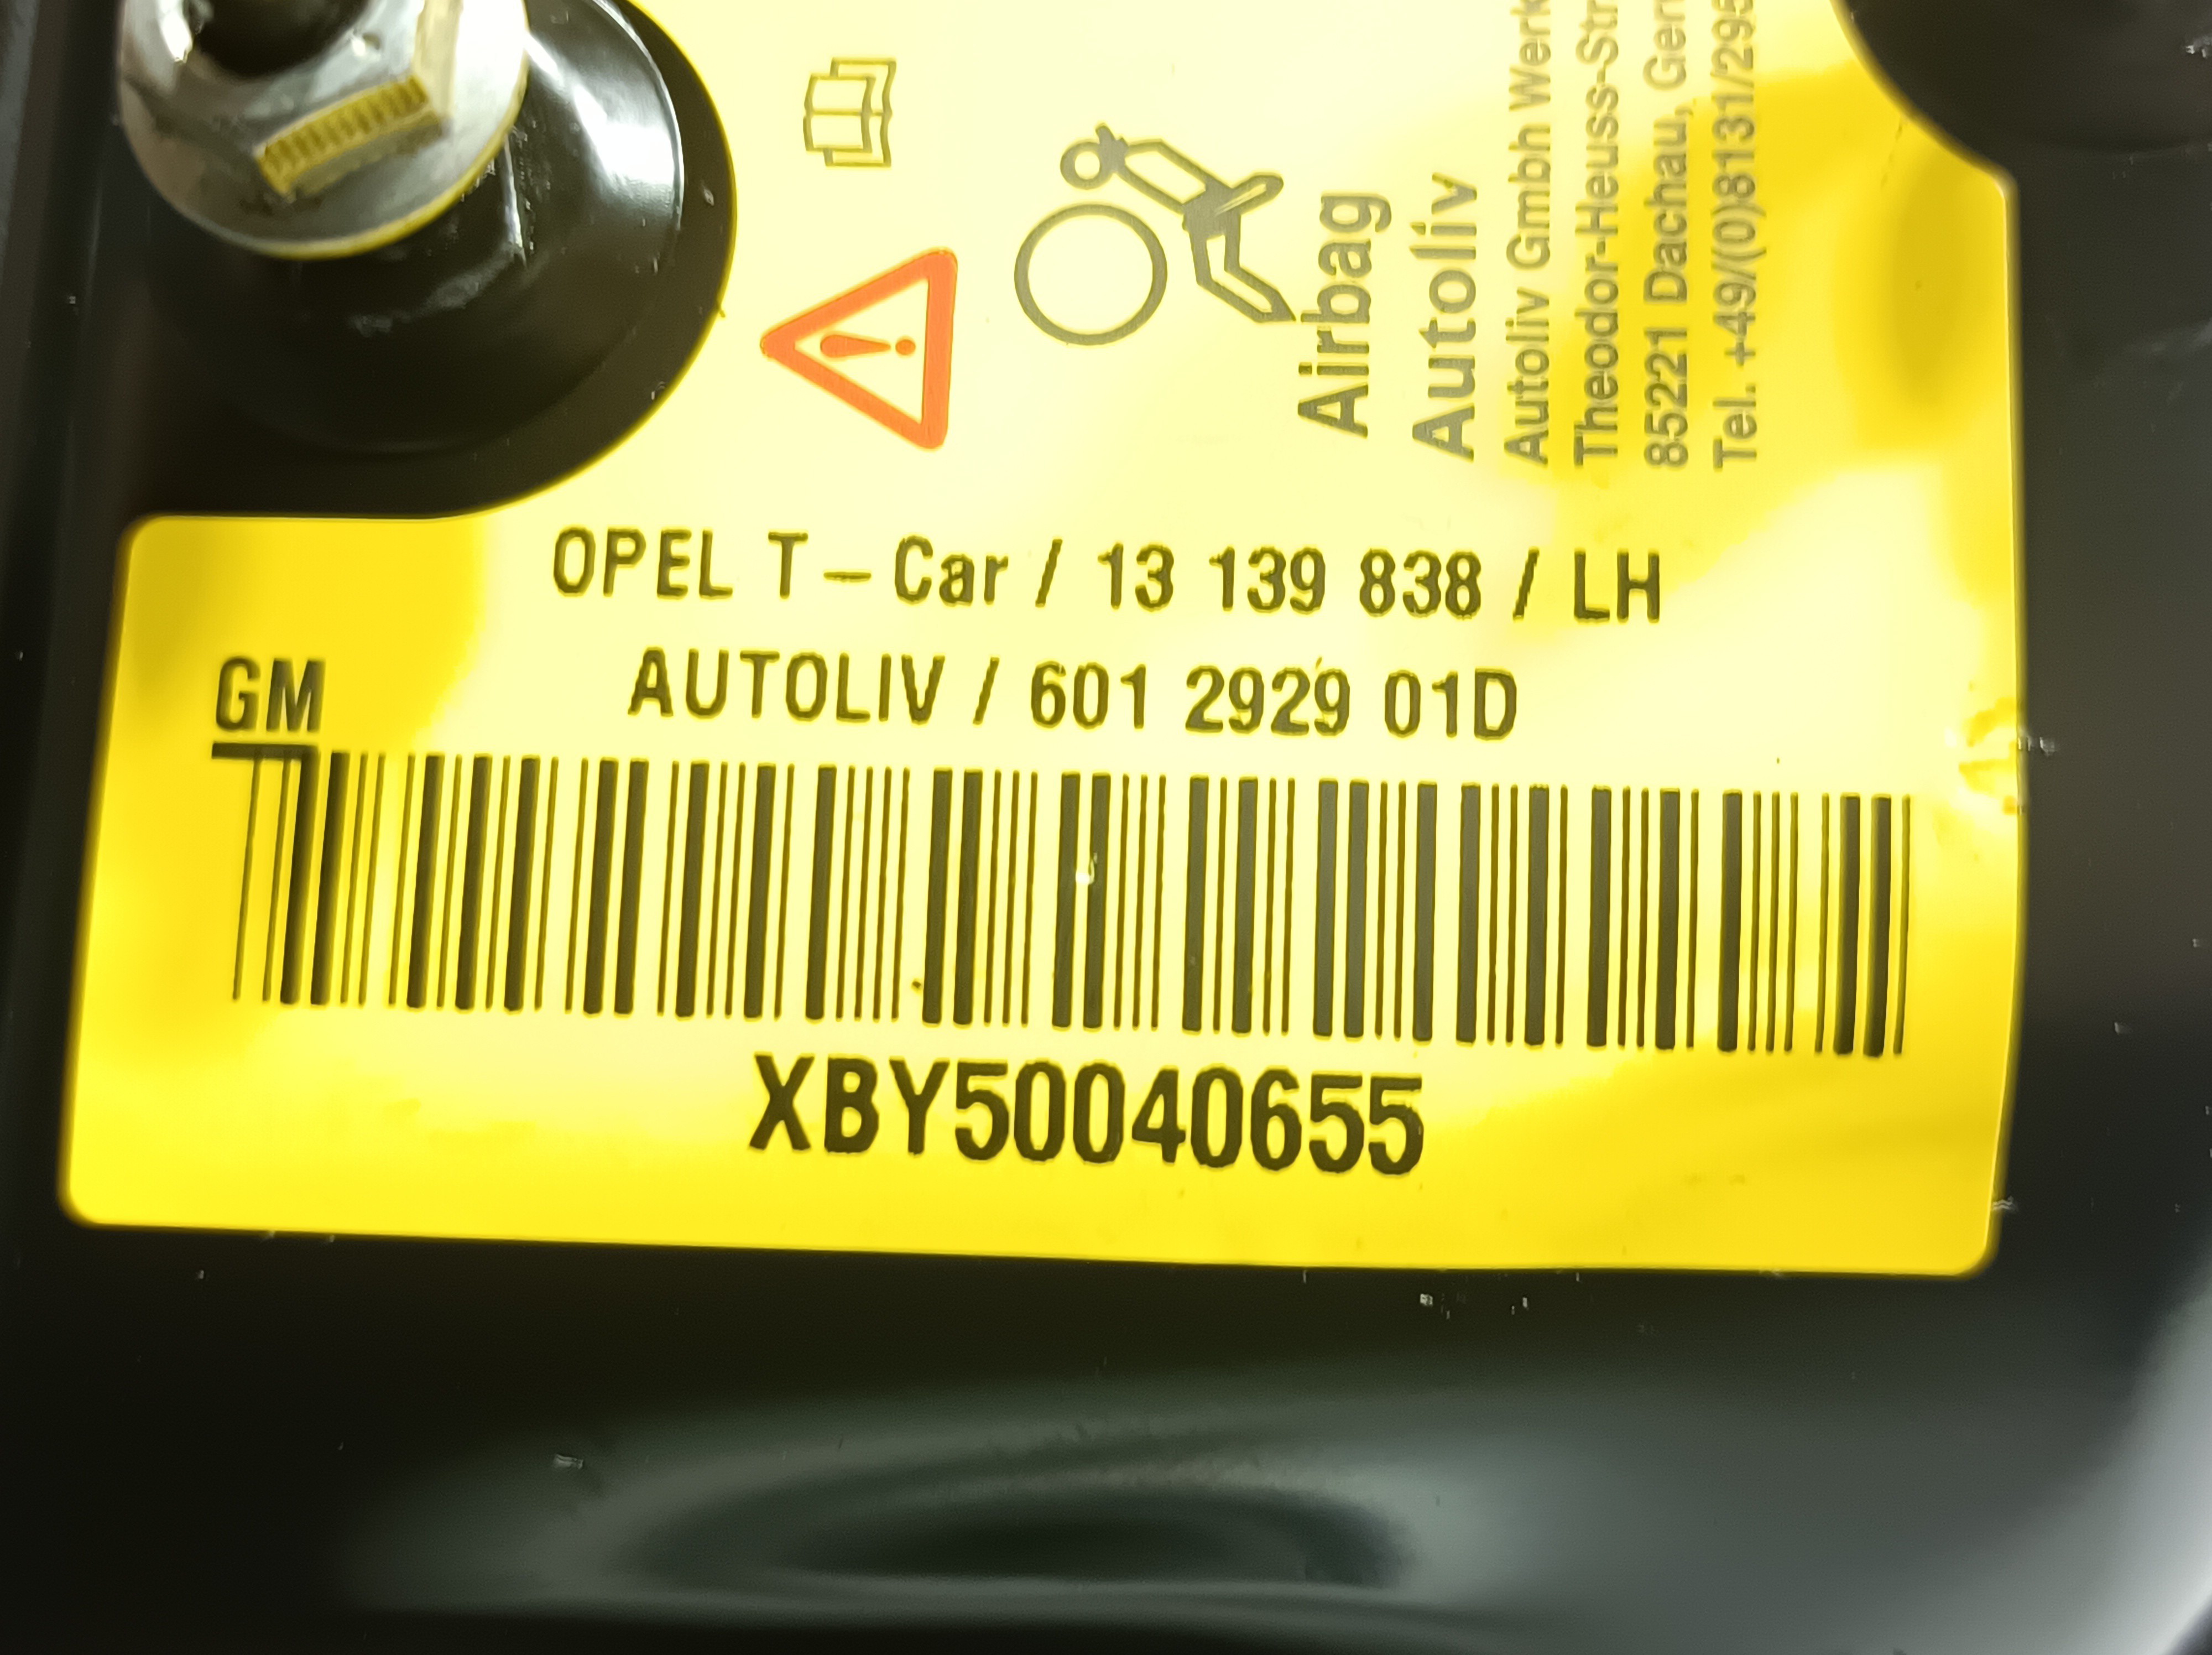 Airbag
Autoliv
Autoliv Gmbh Werk
Theodor-Heuss-Str
85221 Dachau, Ger
Tel. +49/(0)8131/295
OPEL T-Car / 13 139 838 / LH
AUTOLIV / 601 2929 01D
GM
XBY50040655